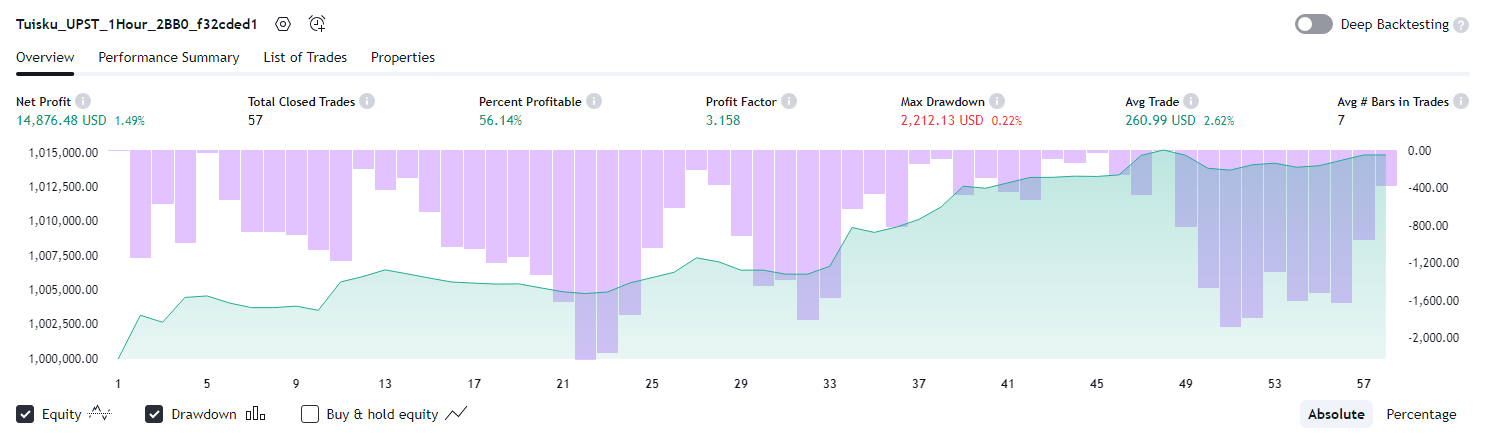 Tuisku_UPST_1Hour_2BB0_f32cded1
Deep Backtesting ?
Overview Performance Summary List of Trades Properties
Net Profit Total Closed Trades Percent Profitable Profit Factor Max Drawdown Avg Trade Avg # Bars in Trades
14,876.48 USD 1.49% 57 56.14% 3.158 2,212.13 USD 0.22% 260.99 USD 2.62% 7
1,015,000.00 0.00
1,012,500.00 -400.00
1,010,000.00 -800.00
1,007,500.00 -1,200.00
1,005,000.00 -1,600.00
1,002,500.00 -2,000.00
1,000,000.00
1 5 9 13 17 21 25 29 33 37 41 45 49 53 57
Equity Drawdown Buy & hold equity Absolute Percentage